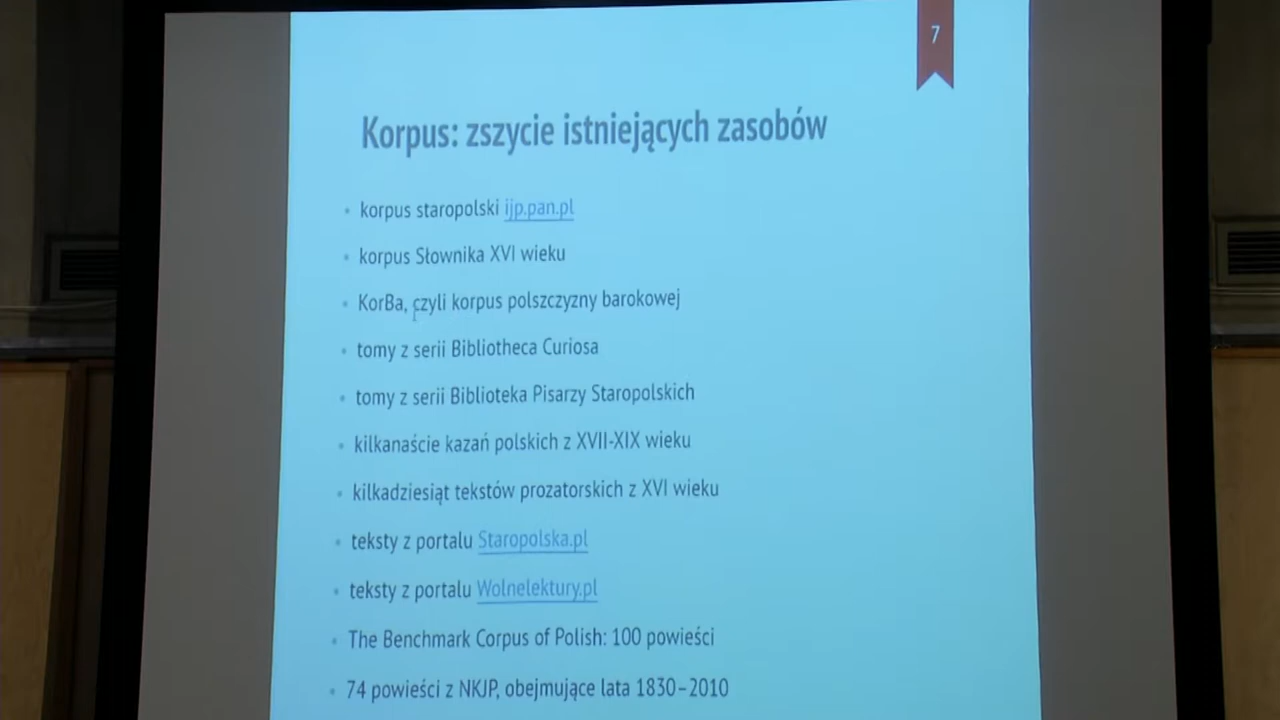 7
Korpus: zszycie istniejących zasobów
korpus staropolski ijp.pan.pl
korpus Słownika XVI wieku
KorBa, czyli korpus polszczyzny barokowej
tomy z serii Bibliotheca Curiosa
tomy z serii Biblioteka Pisarzy Staropolskich
kilkanaście kazań polskich z XVII-XIX wieku
kilkadziesiąt tekstów prozatorskich z XVI wieku
teksty z portalu Staropolska.pl
teksty z portalu Wolnelektury.pl
The Benchmark Corpus of Polish: 100 powieści
74 powieści z NKJP, obejmujące lata 1830–2010